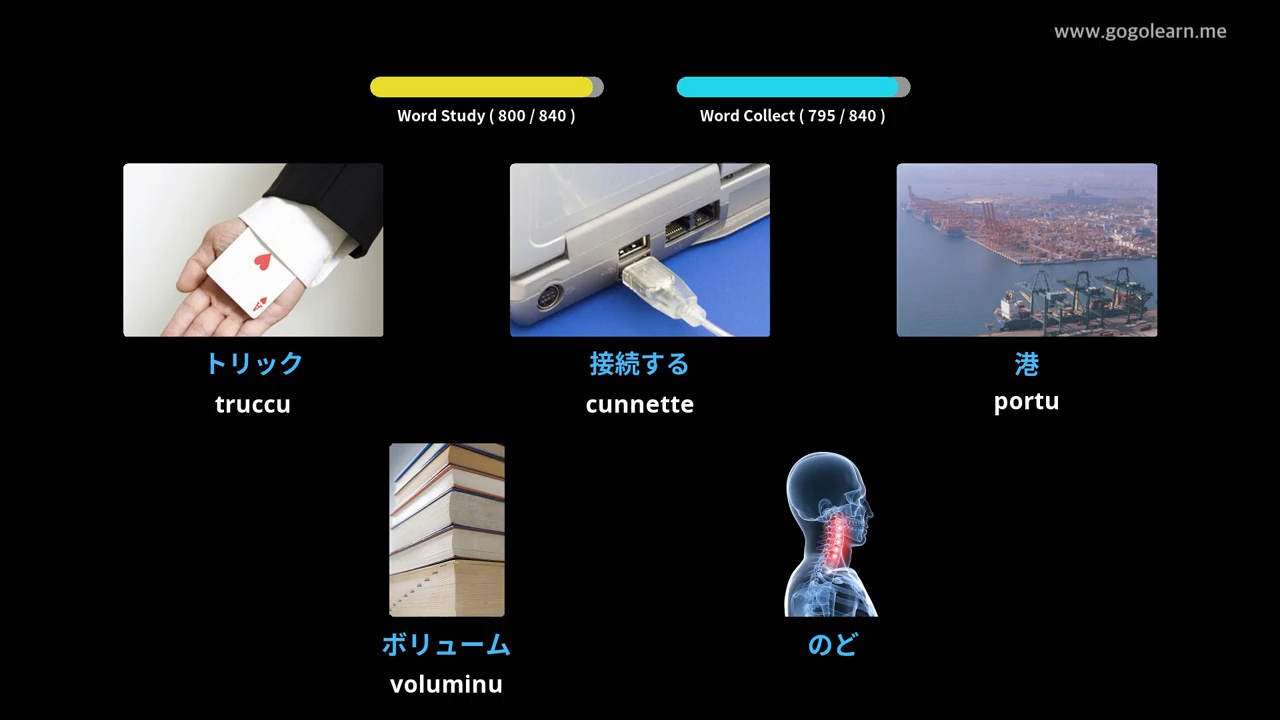 www.gogolearn.me
Word Study ( 800 / 840 )
Word Collect ( 795 / 840 )
トリック
truccu
接続する
cunnette
港
portu
ボリューム
voluminu
のど